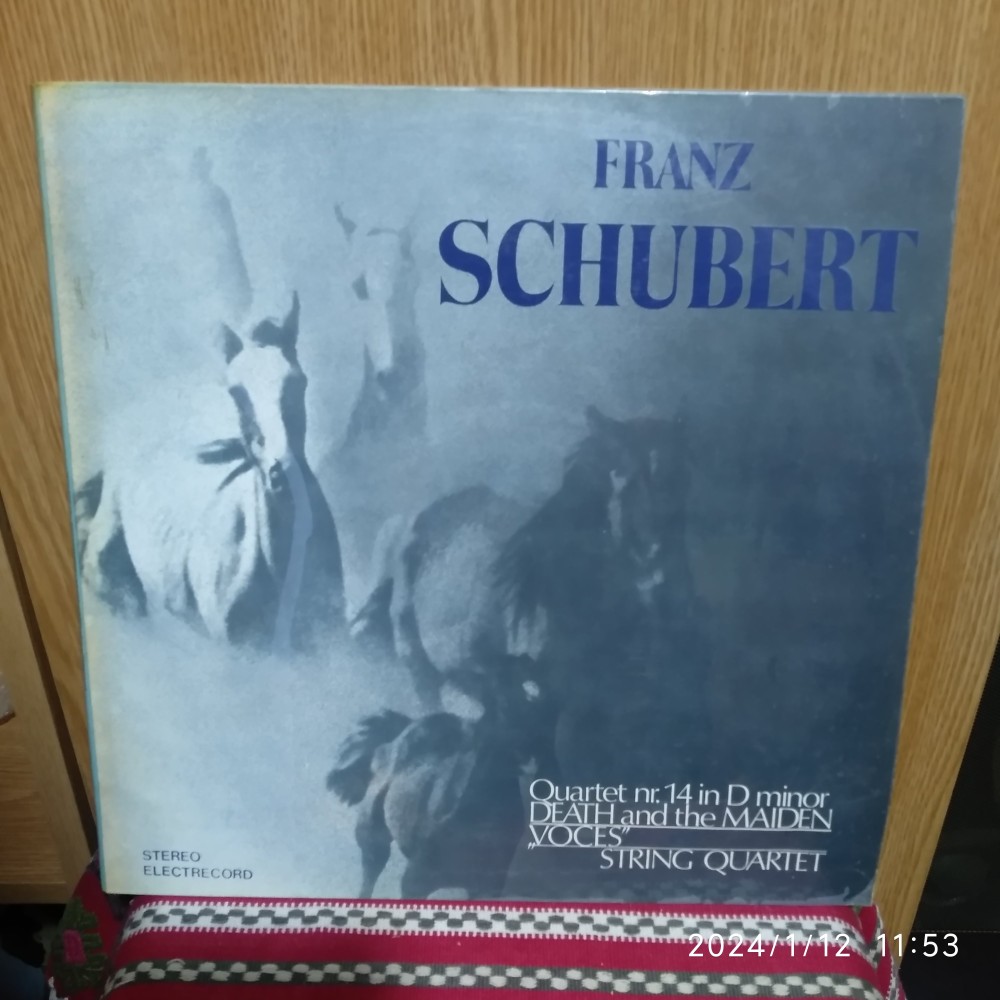 FRANZ
SCHUBERT
Quartet nr. 14 in D minor
DEATH and the MAIDEN
„VOCES”
STRING QUARTET
STEREO
ELECTRECORD
2024/1/12 11:53